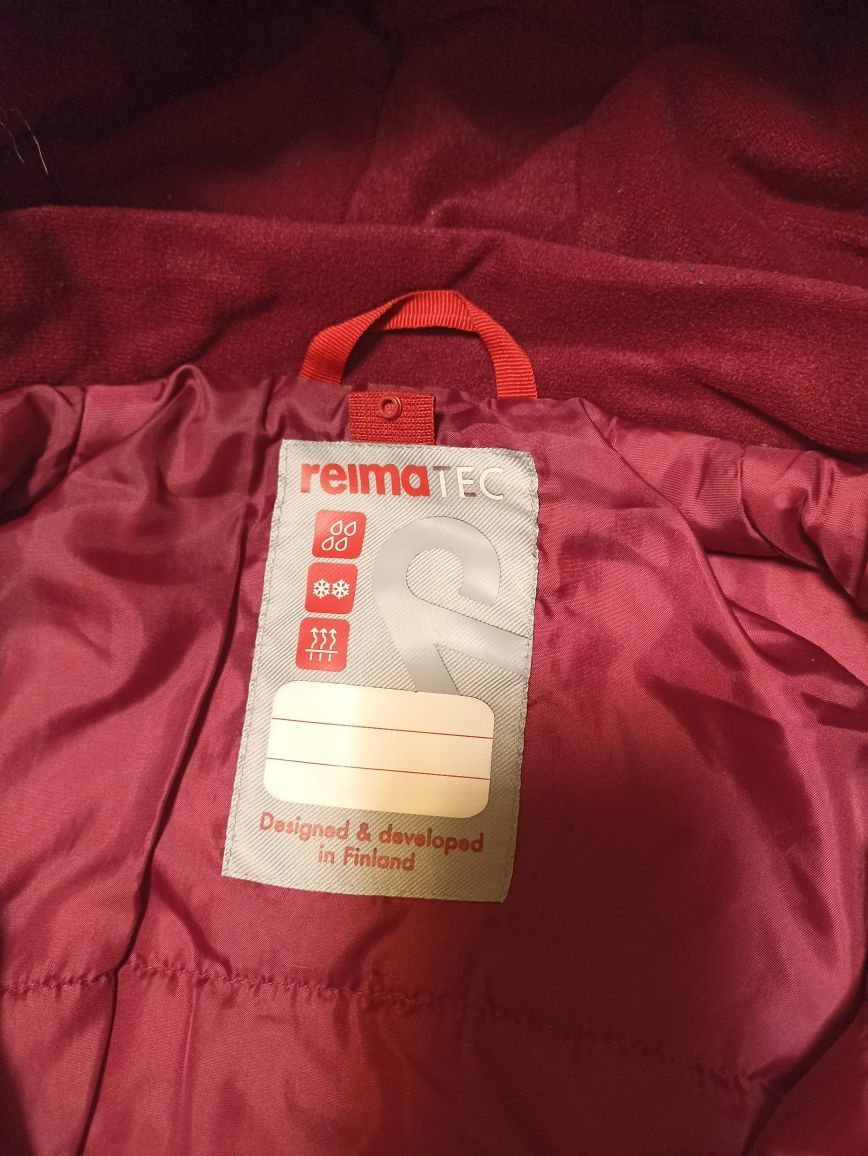 reimaTEC
Designed & developed
in Finland